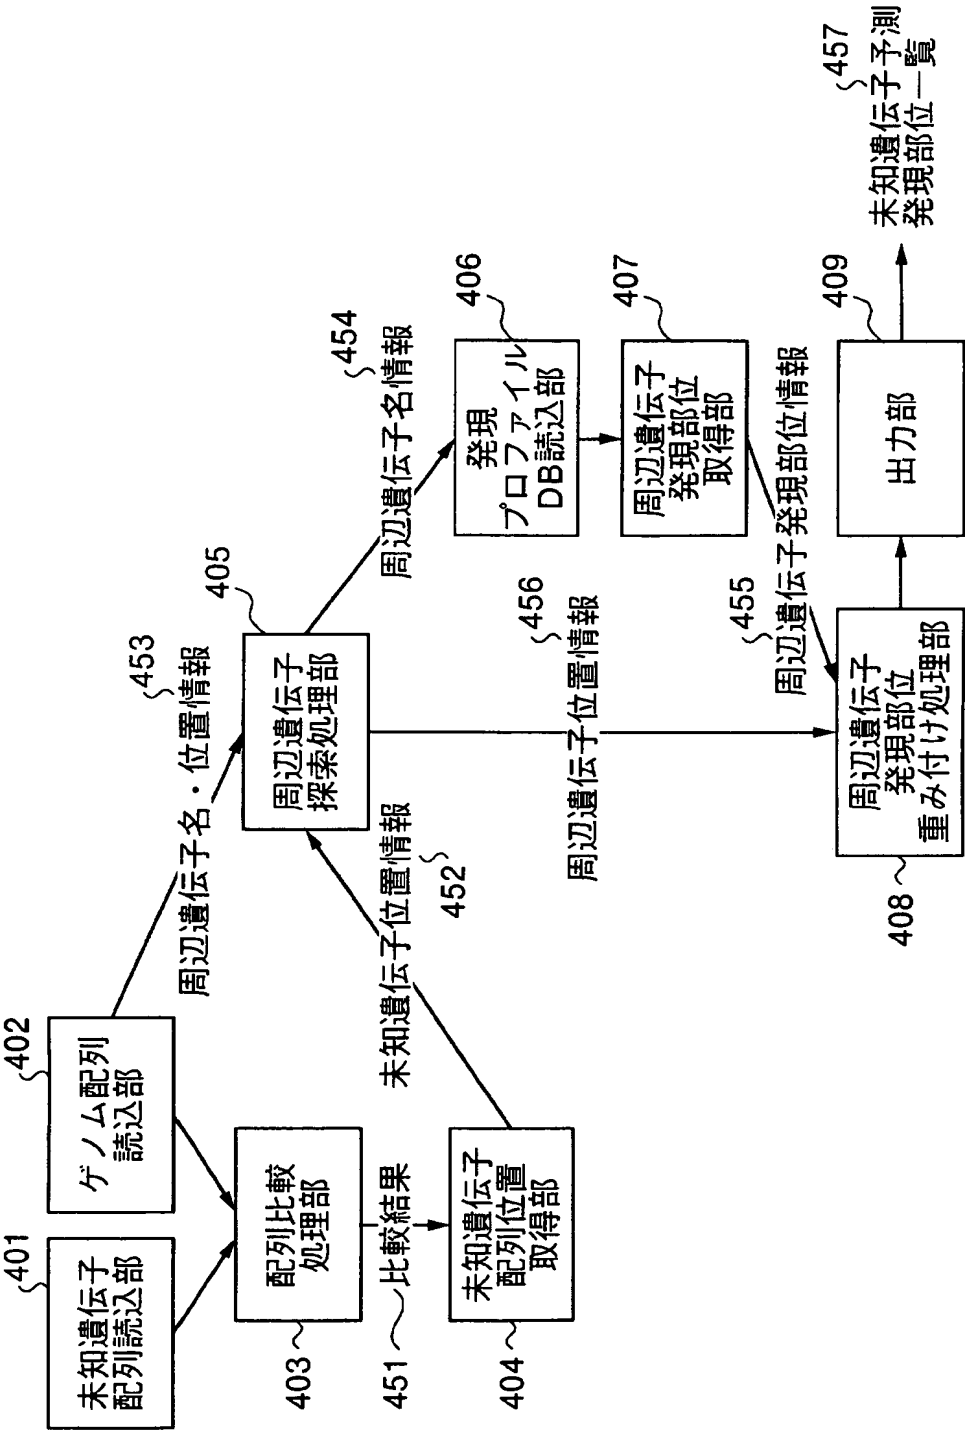 401
未知遺伝子
配列読込部
402
ゲノム配列
読込部
403
配列比較
処理部
451
比較結果
404
未知遺伝子
配列位置
取得部
453
周辺遺伝子名・位置情報
未知遺伝子位置情報
452
405
周辺遺伝子
探索処理部
454
周辺遺伝子名情報
406
発現
プロファイル
DB読込部
407
周辺遺伝子
発現部位
取得部
456
周辺遺伝子位置情報
455
周辺遺伝子発現部位情報
408
周辺遺伝子
発現部位
重み付け処理部
409
出力部
457
未知遺伝子予測
発現部位一覧